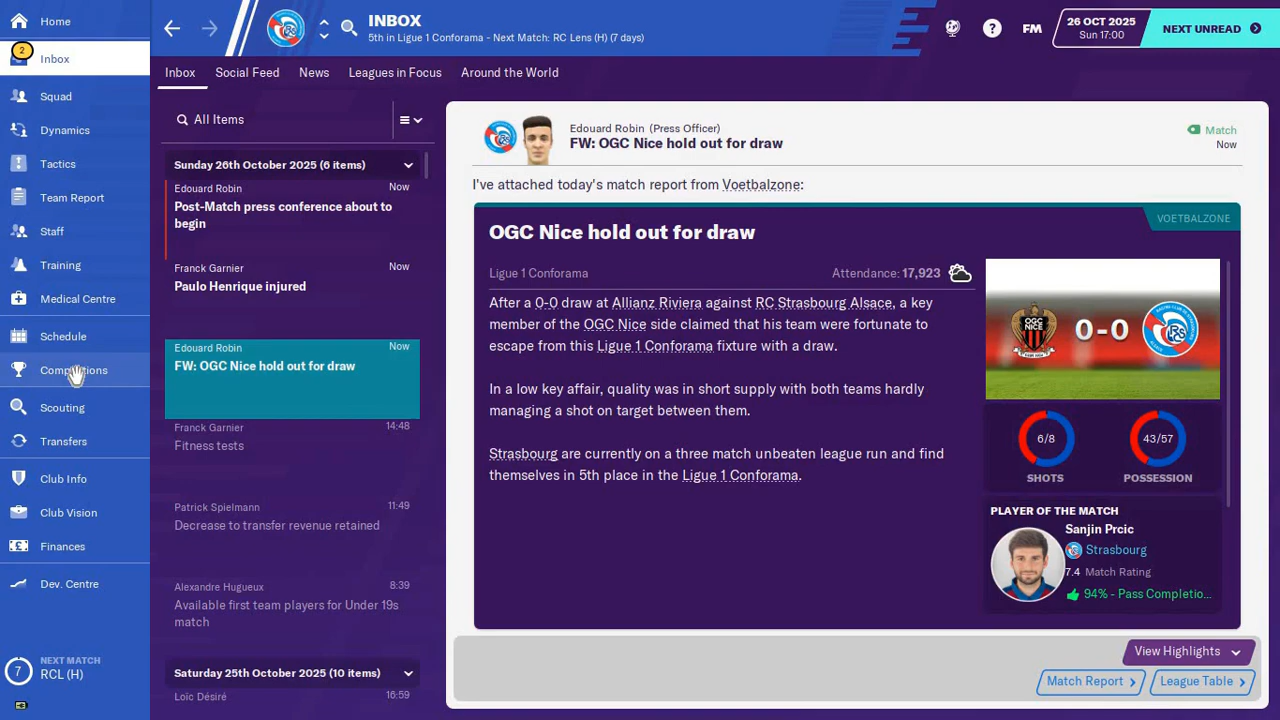 Home
2
Inbox
Squad
Dynamics
Tactics
Team Report
Staff
Training
Medical Centre
Schedule
Competitions
Scouting
Transfers
Club Info
Club Vision
Finances
Dev. Centre
7
NEXT MATCH
RCL (H)
INBOX
5th in Ligue 1 Conforama - Next Match: RC Lens (H) (7 days)
?
FM
26 OCT 2025
Sun 17:00
NEXT UNREAD
Inbox
Social Feed
News
Leagues in Focus
Around the World
All Items
Sunday 26th October 2025 (6 items)
Edouard Robin
Now
Post-Match press conference about to
begin
Franck Garnier
Now
Paulo Henrique injured
Edouard Robin
Now
FW: OGC Nice hold out for draw
Franck Garnier
14:48
Fitness tests
Patrick Spielmann
11:49
Decrease to transfer revenue retained
Alexandre Hugueux
8:39
Available first team players for Under 19s
match
Saturday 25th October 2025 (10 items)
Loïc Désiré
16:59
Edouard Robin (Press Officer)
FW: OGC Nice hold out for draw
Match
Now
I've attached today's match report from Voetbalzone:
VOETBALZONE
OGC Nice hold out for draw
Ligue 1 Conforama
Attendance: 17,923
After a 0-0 draw at Allianz Riviera against RC Strasbourg Alsace, a key
member of the OGC Nice side claimed that his team were fortunate to
escape from this Ligue 1 Conforama fixture with a draw.
In a low key affair, quality was in short supply with both teams hardly
managing a shot on target between them.
Strasbourg are currently on a three match unbeaten league run and find
themselves in 5th place in the Ligue 1 Conforama.
OGC
NICE
0-0
6/8
SHOTS
43/57
POSSESSION
PLAYER OF THE MATCH
Sanjin Prcic
Strasbourg
7.4 Match Rating
94% - Pass Completio...
View Highlights
Match Report
League Table